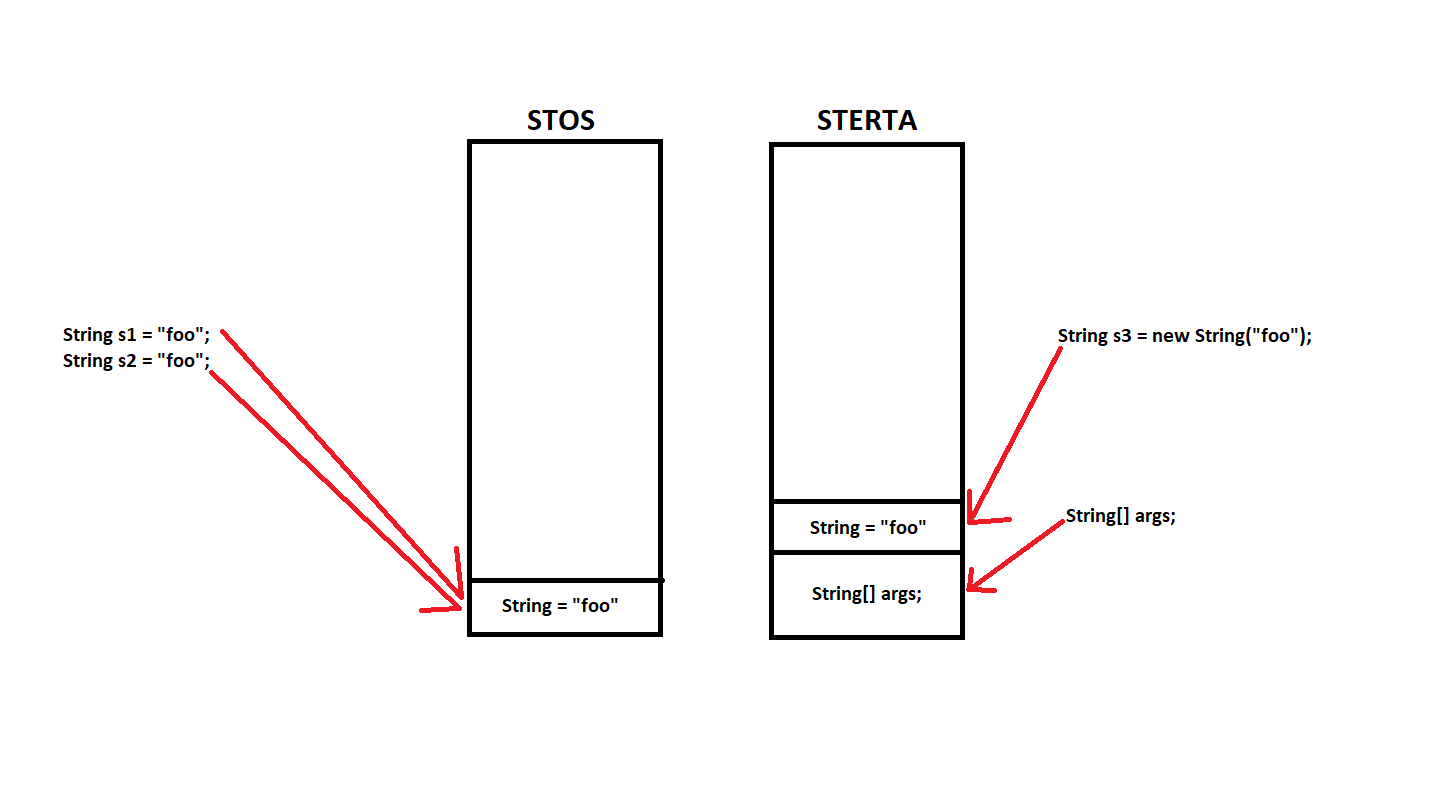 STOS
STERTA
String s1 = "foo";
String s2 = "foo";
String s3 = new String("foo");
String[] args;
String = "foo"
String[] args;
String = "foo"